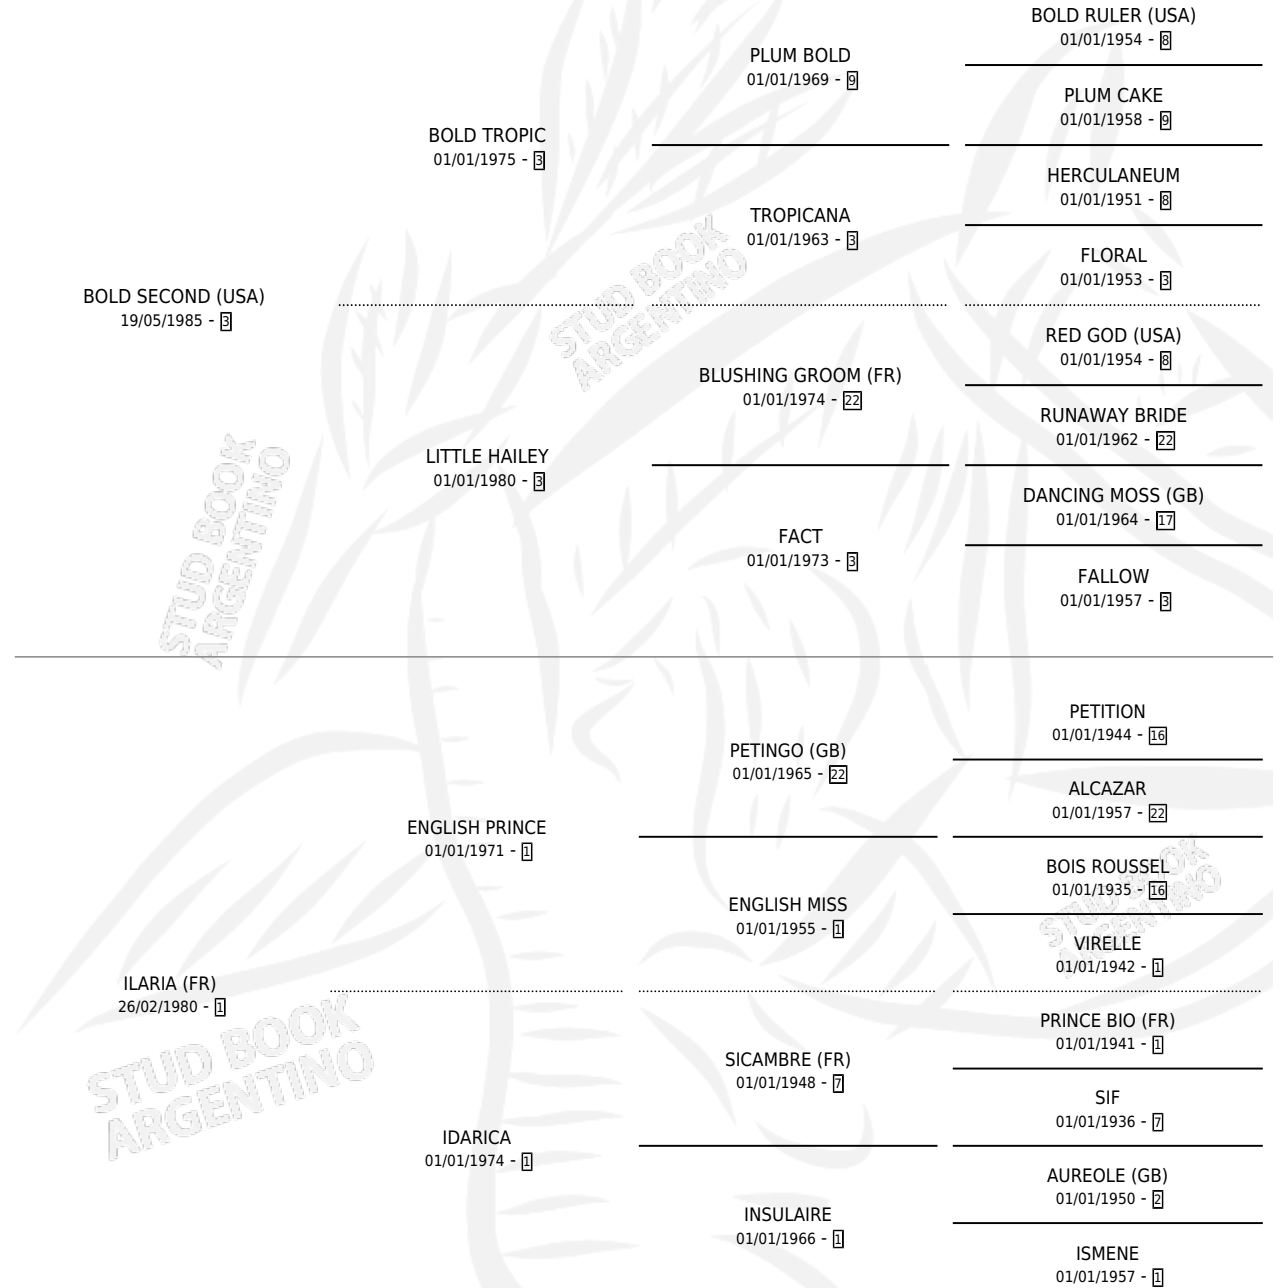 BOLD SECOND (USA)
19/05/1985 - 3
BOLD TROPIC
01/01/1975 - 3
PLUM BOLD
01/01/1969 - 9
BOLD RULER (USA)
01/01/1954 - 8
PLUM CAKE
01/01/1958 - 9
TROPICANA
01/01/1963 - 3
HERCULANEUM
01/01/1951 - 8
FLORAL
01/01/1953 - 3
LITTLE HAILEY
01/01/1980 - 3
BLUSHING GROOM (FR)
01/01/1974 - 22
RED GOD (USA)
01/01/1954 - 8
RUNAWAY BRIDE
01/01/1962 - 22
FACT
01/01/1973 - 3
DANCING MOSS (GB)
01/01/1964 - 17
FALLOW
01/01/1957 - 3
ILARIA (FR)
26/02/1980 - 1
ENGLISH PRINCE
01/01/1971 - 1
PETINGO (GB)
01/01/1965 - 22
PETITION
01/01/1944 - 16
ALCAZAR
01/01/1957 - 22
ENGLISH MISS
01/01/1955 - 1
BOIS ROUSSEL
01/01/1935 - 16
VIRELLE
01/01/1942 - 1
IDARICA
01/01/1974 - 1
SICAMBRE (FR)
01/01/1948 - 7
PRINCE BIO (FR)
01/01/1941 - 1
SIF
01/01/1936 - 7
INSULAIRE
01/01/1966 - 1
AUREOLE (GB)
01/01/1950 - 2
ISMENE
01/01/1957 - 1
STUD BOOK
ARGENTINO
STUD BOOK
ARGENTINO
STUD BOOK
ARGENTINO
STUD BOOK
ARGENTINO